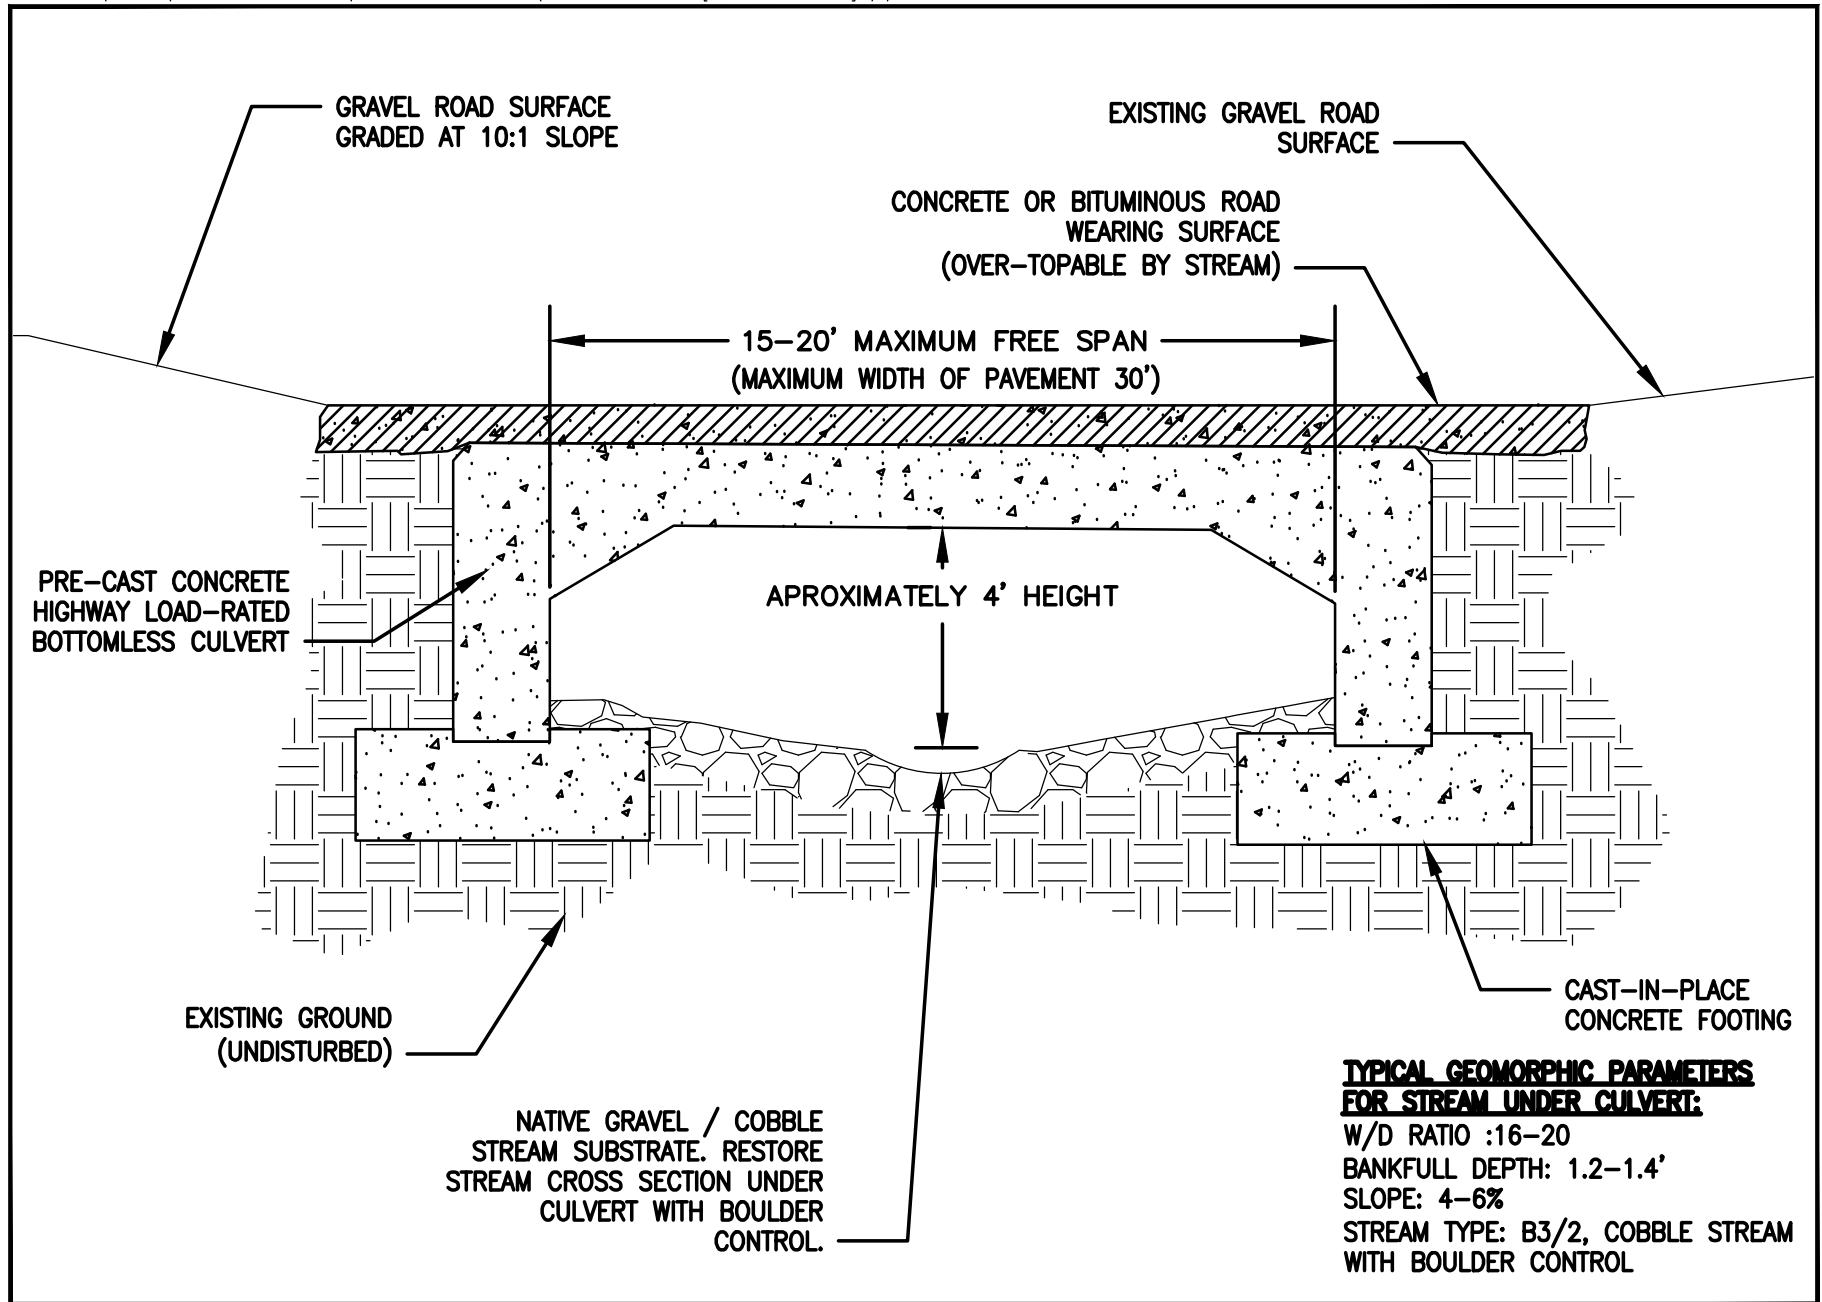 GRAVEL ROAD SURFACE
GRADED AT 10:1 SLOPE
EXISTING GRAVEL ROAD
SURFACE
CONCRETE OR BITUMINOUS ROAD
WEARING SURFACE
(OVER-TOPABLE BY STREAM)
15-20' MAXIMUM FREE SPAN
(MAXIMUM WIDTH OF PAVEMENT 30')
PRE-CAST CONCRETE
HIGHWAY LOAD-RATED
BOTTOMLESS CULVERT
APROXIMATELY 4' HEIGHT
EXISTING GROUND
(UNDISTURBED)
CAST-IN-PLACE
CONCRETE FOOTING
NATIVE GRAVEL / COBBLE
STREAM SUBSTRATE. RESTORE
STREAM CROSS SECTION UNDER
CULVERT WITH BOULDER
CONTROL.
TYPICAL GEOMORPHIC PARAMETERS
FOR STREAM UNDER CULVERT:
W/D RATIO :16-20
BANKFULL DEPTH: 1.2-1.4'
SLOPE: 4-6%
STREAM TYPE: B3/2, COBBLE STREAM
WITH BOULDER CONTROL